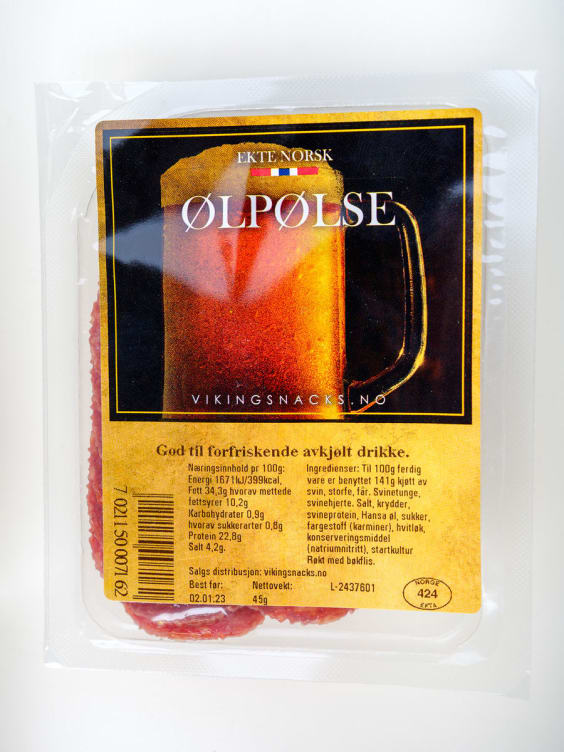 EKTE NORSK
ØLPØLSE
VIKINGSNACKS.NO
God til forfriskende avkjølt drikke.
Næringsinnhold pr 100g:
Energi 1671kJ/399kcal,
Fett 34,3g hvorav mettede
fettsyrer 10,2g
Karbohydrater 0,9g
hvorav sukkerarter 0,8g
Protein 22,8g
Salt 4,2g.
Ingredienser: Til 100g ferdig
vare er benyttet 141g kjøtt av
svin, storfe, får. Svinetunge,
svinehjerte. Salt, krydder,
svineprotein, Hansa øl, sukker,
fargestoff (karminer), hvitløk,
konserveringsmiddel
(natriumnitritt), startkultur
Røkt med bøkflis.
Salgs distribusjon: vikingsnacks.no
Best før: Nettovekt: L-2437601
02.01.23 45g
NORGE
424
EFTA
7 021150 007762